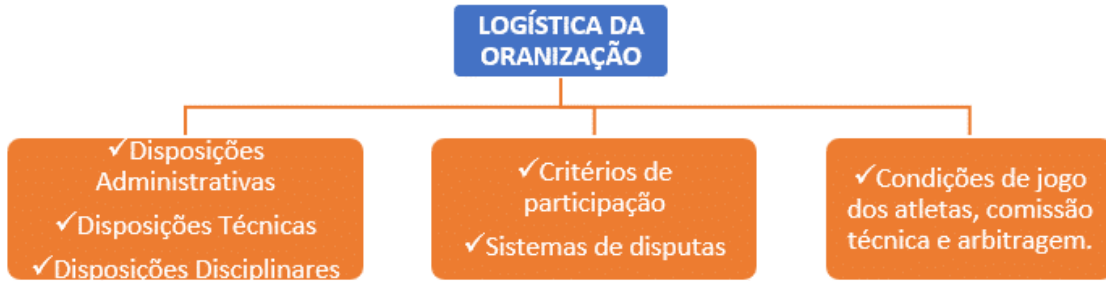 LOGÍSTICA DA
ORANIZAÇÃO
✓Disposições
Administrativas
✓Disposições Técnicas
✓Disposições Disciplinares
✓Critérios de
participação
✓Sistemas de disputas
✓Condições de jogo
dos atletas, comissão
técnica e arbitragem.